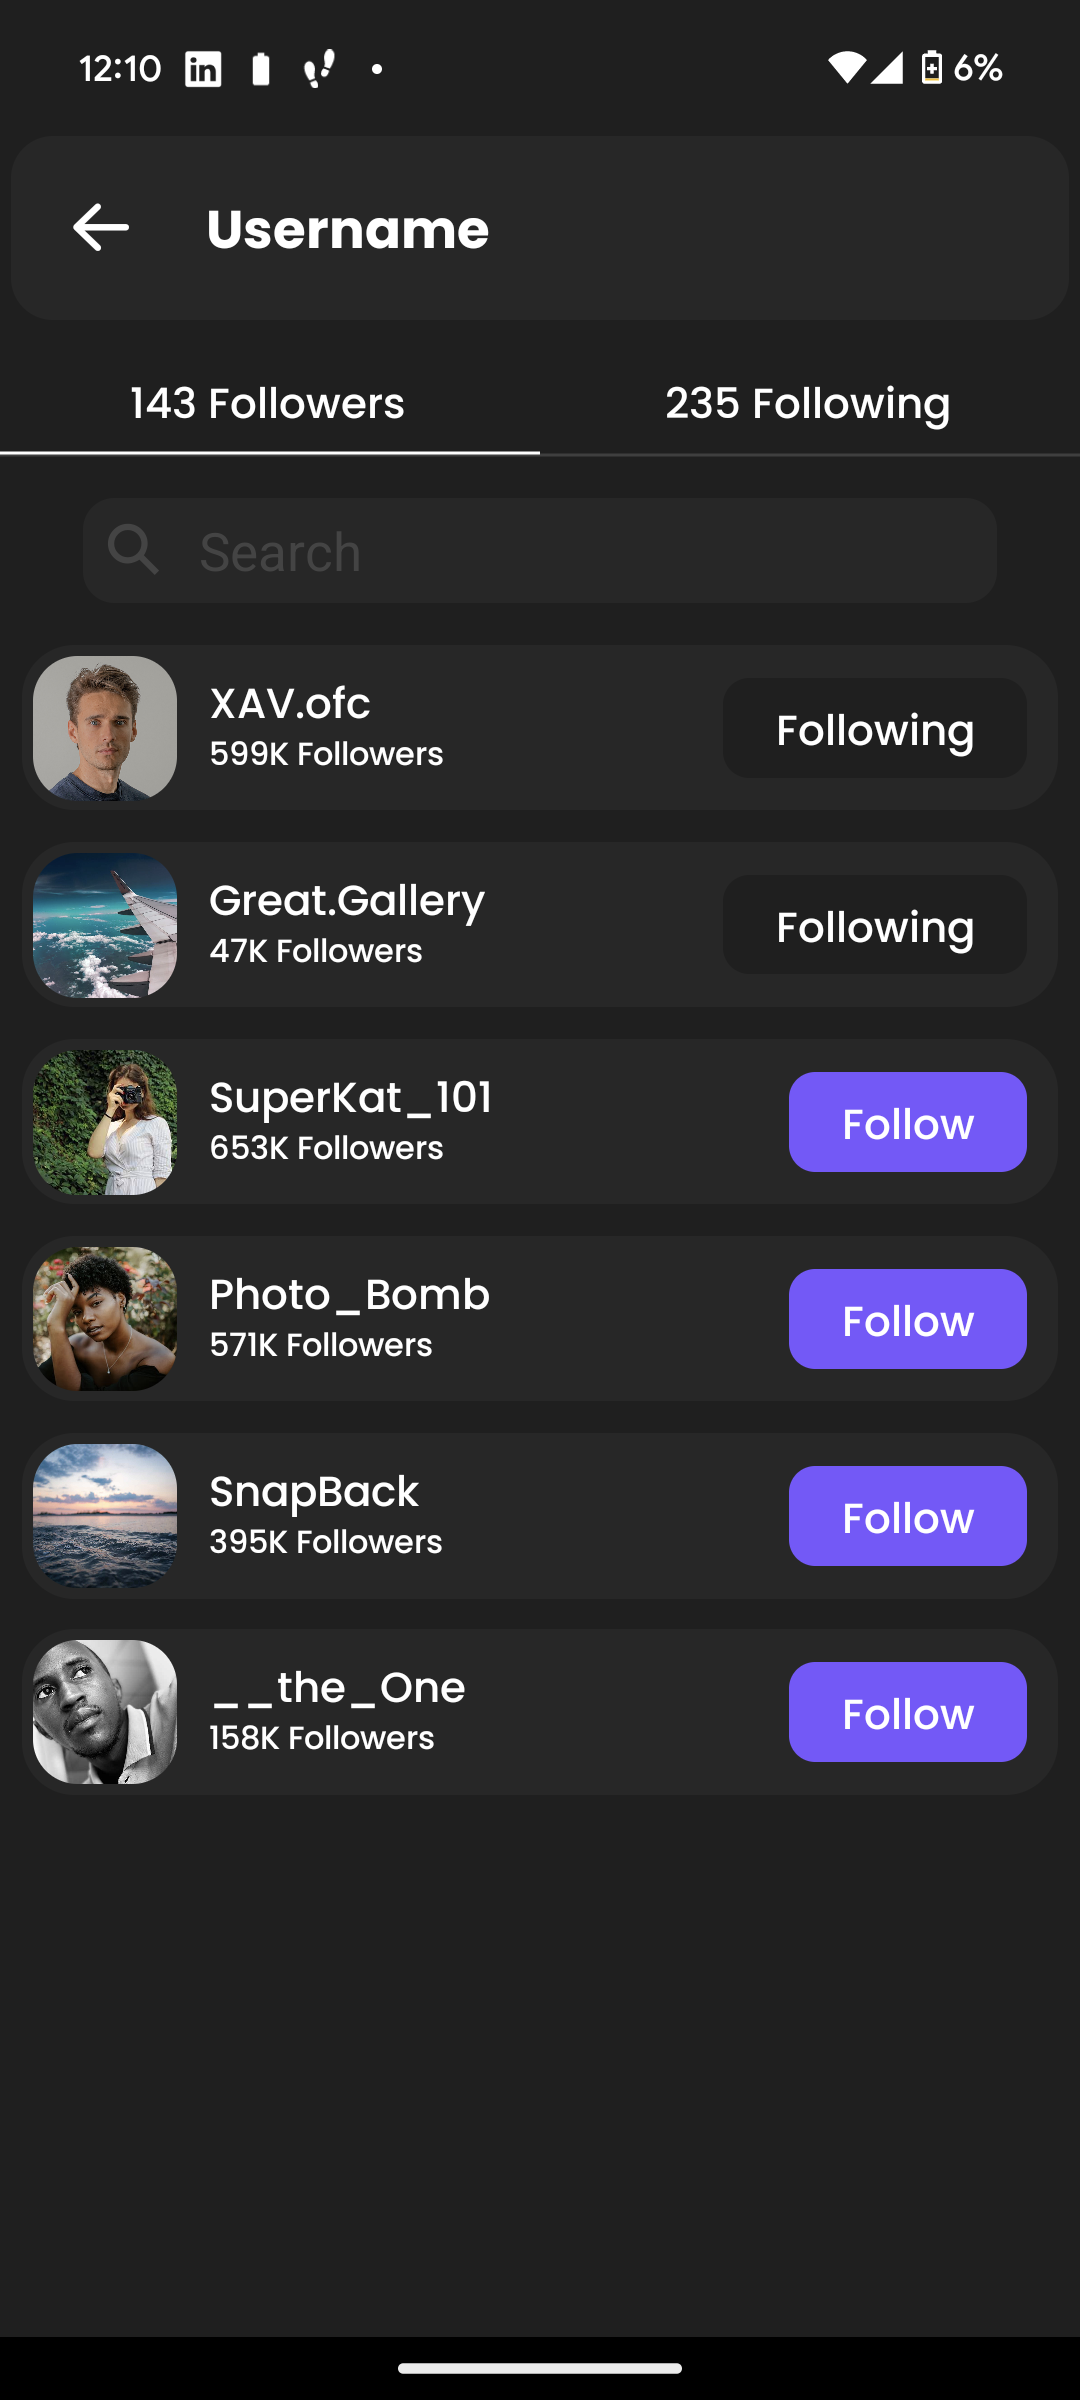 12:10 in 6%
Username
143 Followers 235 Following
Search
XAV.ofc
599K Followers
Following
Great.Gallery
47K Followers
Following
SuperKat_101
653K Followers
Follow
Photo_Bomb
571K Followers
Follow
SnapBack
395K Followers
Follow
__the_One
158K Followers
Follow